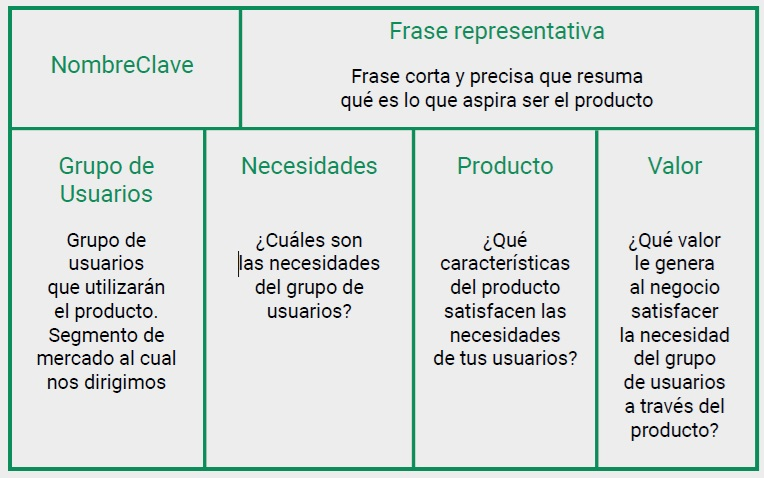 NombreClave
Frase representativa
Frase corta y precisa que resuma
qué es lo que aspira ser el producto
Grupo de
Usuarios
Grupo de
usuarios
que utilizarán
el producto.
Segmento de
mercado al cual
nos dirigimos
Necesidades
¿Cuáles son
las necesidades
del grupo de
usuarios?
Producto
¿Qué
características
del producto
satisfacen las
necesidades
de tus usuarios?
Valor
¿Qué valor
le genera
al negocio
satisfacer
la necesidad
del grupo
de usuarios
a través del
producto?